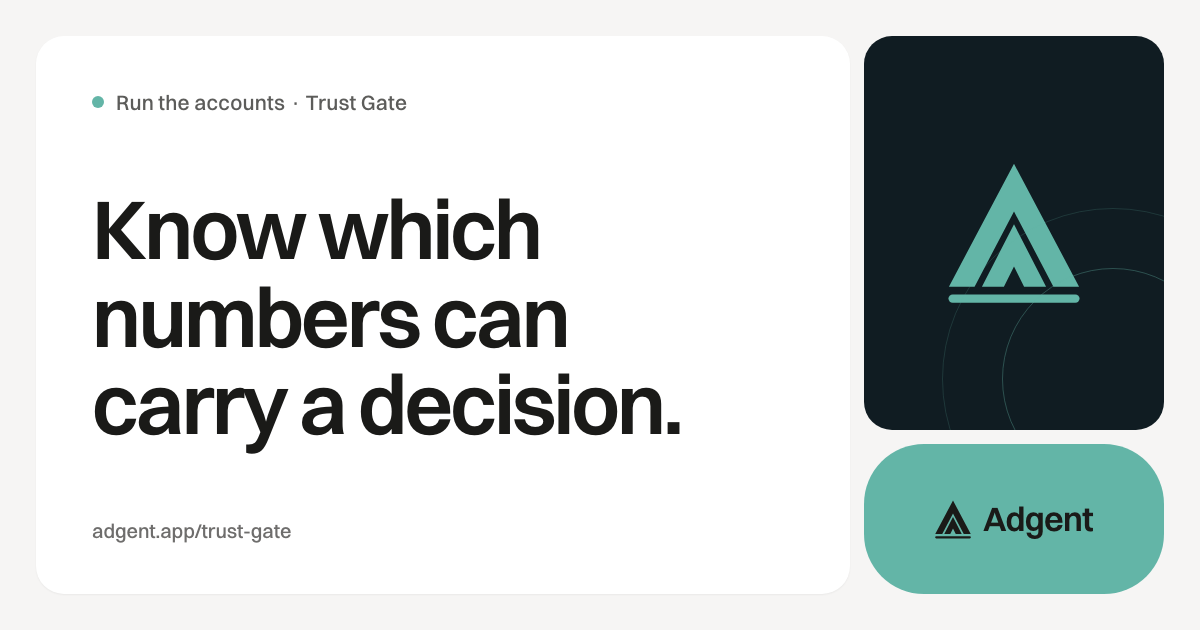 Run the accounts · Trust Gate
Know which
numbers can
carry a decision.
adgent.app/trust-gate
Adgent